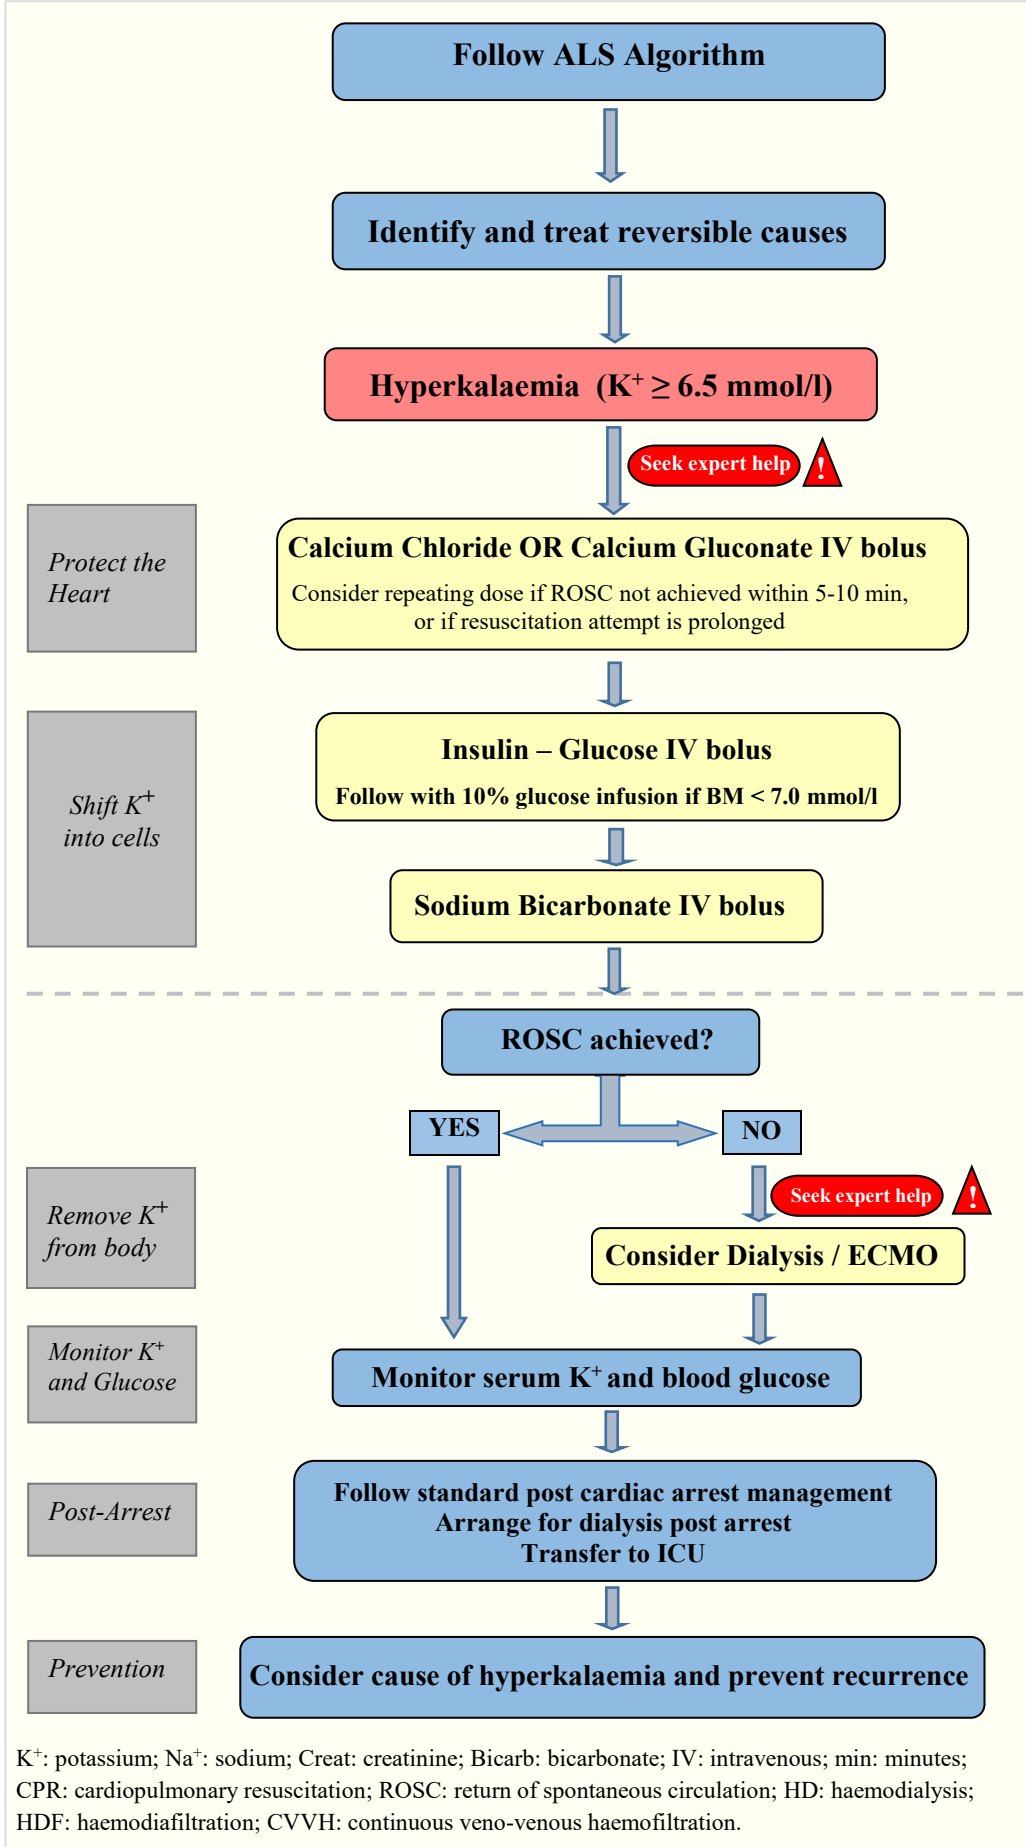 Follow ALS Algorithm
Identify and treat reversible causes
Hyperkalaemia (K⁺ ≥ 6.5 mmol/l)
Seek expert help
!
Protect the
Heart
Calcium Chloride OR Calcium Gluconate IV bolus
Consider repeating dose if ROSC not achieved within 5-10 min,
or if resuscitation attempt is prolonged
Shift K⁺
into cells
Insulin – Glucose IV bolus
Follow with 10% glucose infusion if BM < 7.0 mmol/l
Sodium Bicarbonate IV bolus
ROSC achieved?
YES
NO
Seek expert help
!
Remove K⁺
from body
Consider Dialysis / ECMO
Monitor K⁺
and Glucose
Monitor serum K⁺ and blood glucose
Post-Arrest
Follow standard post cardiac arrest management
Arrange for dialysis post arrest
Transfer to ICU
Prevention
Consider cause of hyperkalaemia and prevent recurrence
K⁺: potassium; Na⁺: sodium; Creat: creatinine; Bicarb: bicarbonate; IV: intravenous; min: minutes;
CPR: cardiopulmonary resuscitation; ROSC: return of spontaneous circulation; HD: haemodialysis;
HDF: haemodiafiltration; CVVH: continuous veno-venous haemofiltration.